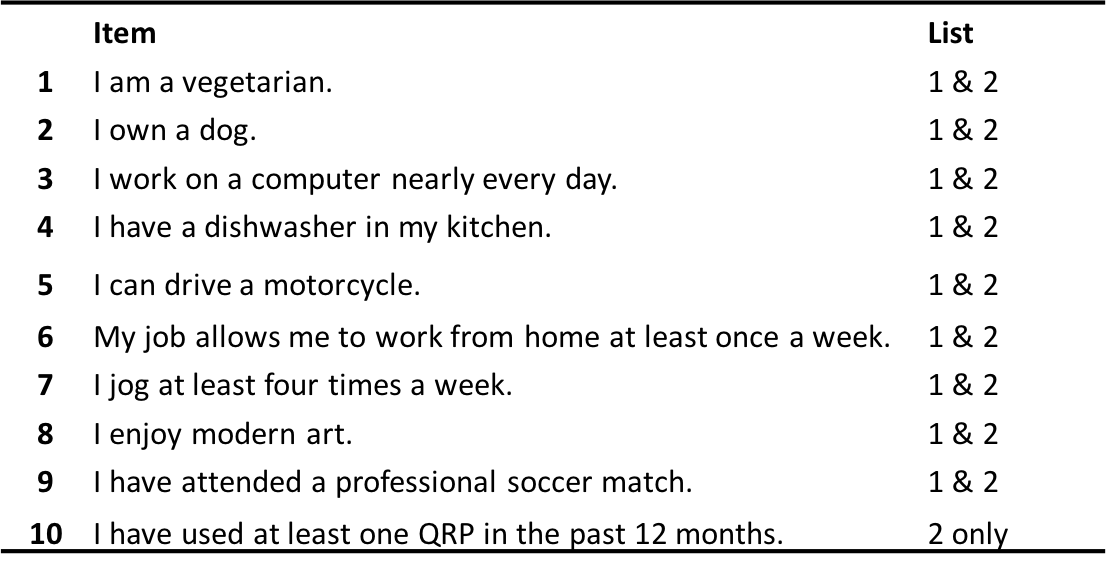 Item List
1 I am a vegetarian. 1 & 2
2 I own a dog. 1 & 2
3 I work on a computer nearly every day. 1 & 2
4 I have a dishwasher in my kitchen. 1 & 2
5 I can drive a motorcycle. 1 & 2
6 My job allows me to work from home at least once a week. 1 & 2
7 I jog at least four times a week. 1 & 2
8 I enjoy modern art. 1 & 2
9 I have attended a professional soccer match. 1 & 2
10 I have used at least one QRP in the past 12 months. 2 only